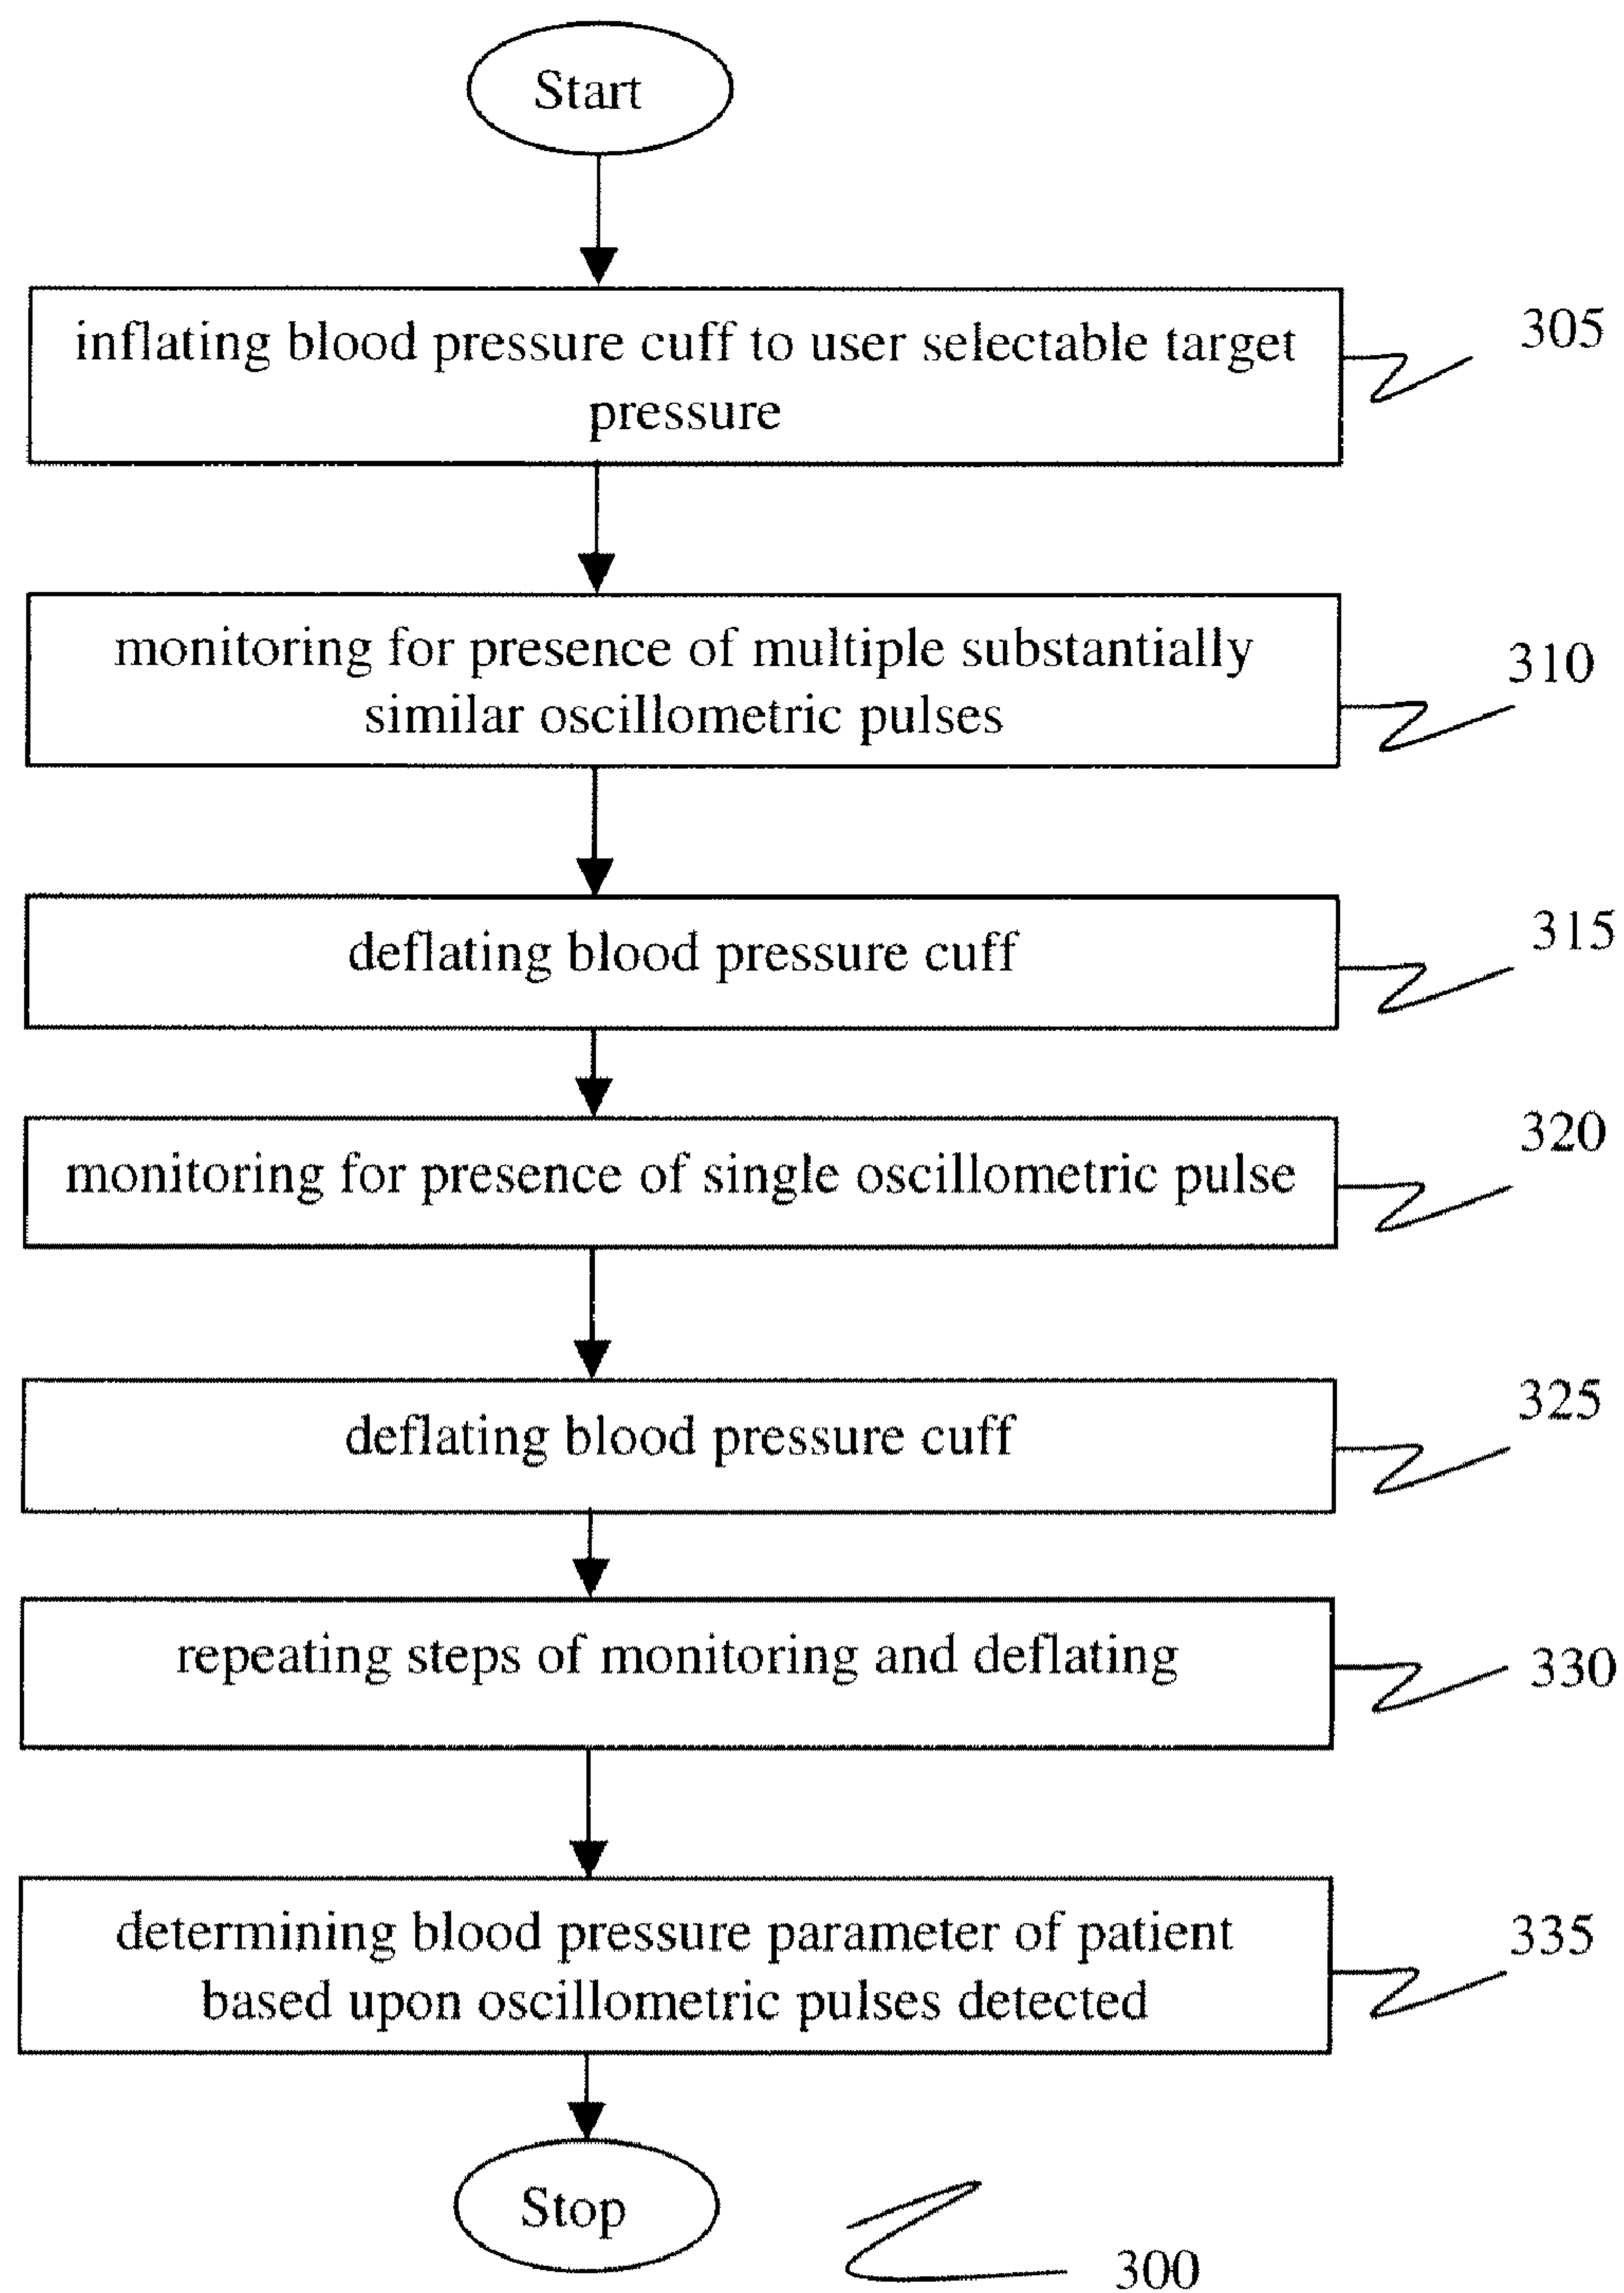 Start
inflating blood pressure cuff to user selectable target
pressure
305
monitoring for presence of multiple substantially
similar oscillometric pulses
310
deflating blood pressure cuff
315
monitoring for presence of single oscillometric pulse
320
deflating blood pressure cuff
325
repeating steps of monitoring and deflating
330
determining blood pressure parameter of patient
based upon oscillometric pulses detected
335
Stop
300